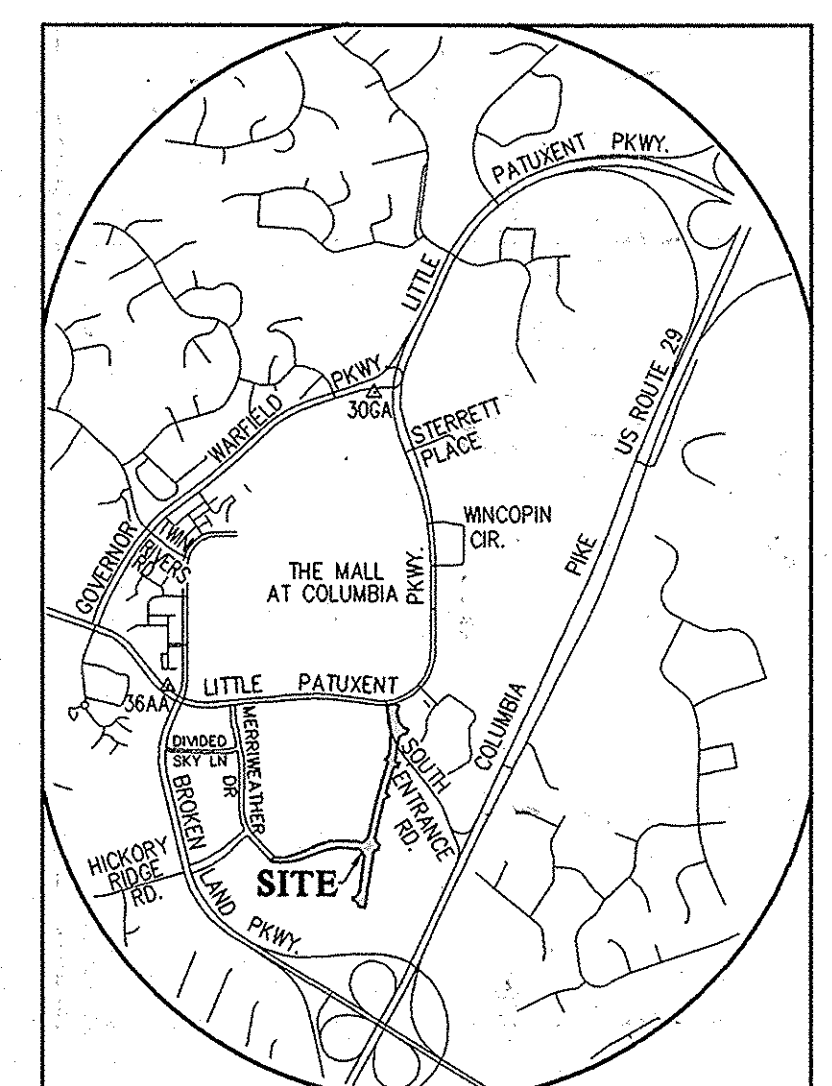 PATUXENT PKWY.
LITTLE
US ROUTE 29
PKWY
30GA
WARFIELD
STERRETT
PLACE
WINCOPIN
CIR.
TWIN
RIVERS
RD
GOVERNOR
THE MALL
AT COLUMBIA
PKWY.
PIKE
COLUMBIA
36AA
LITTLE PATUXENT
DIVIDED
SKY LN
MERRIWEATHER
DR
SOUTH
ENTRANCE
RD.
BROKEN
LAND
PKWY.
HICKORY
RIDGE
RD.
SITE